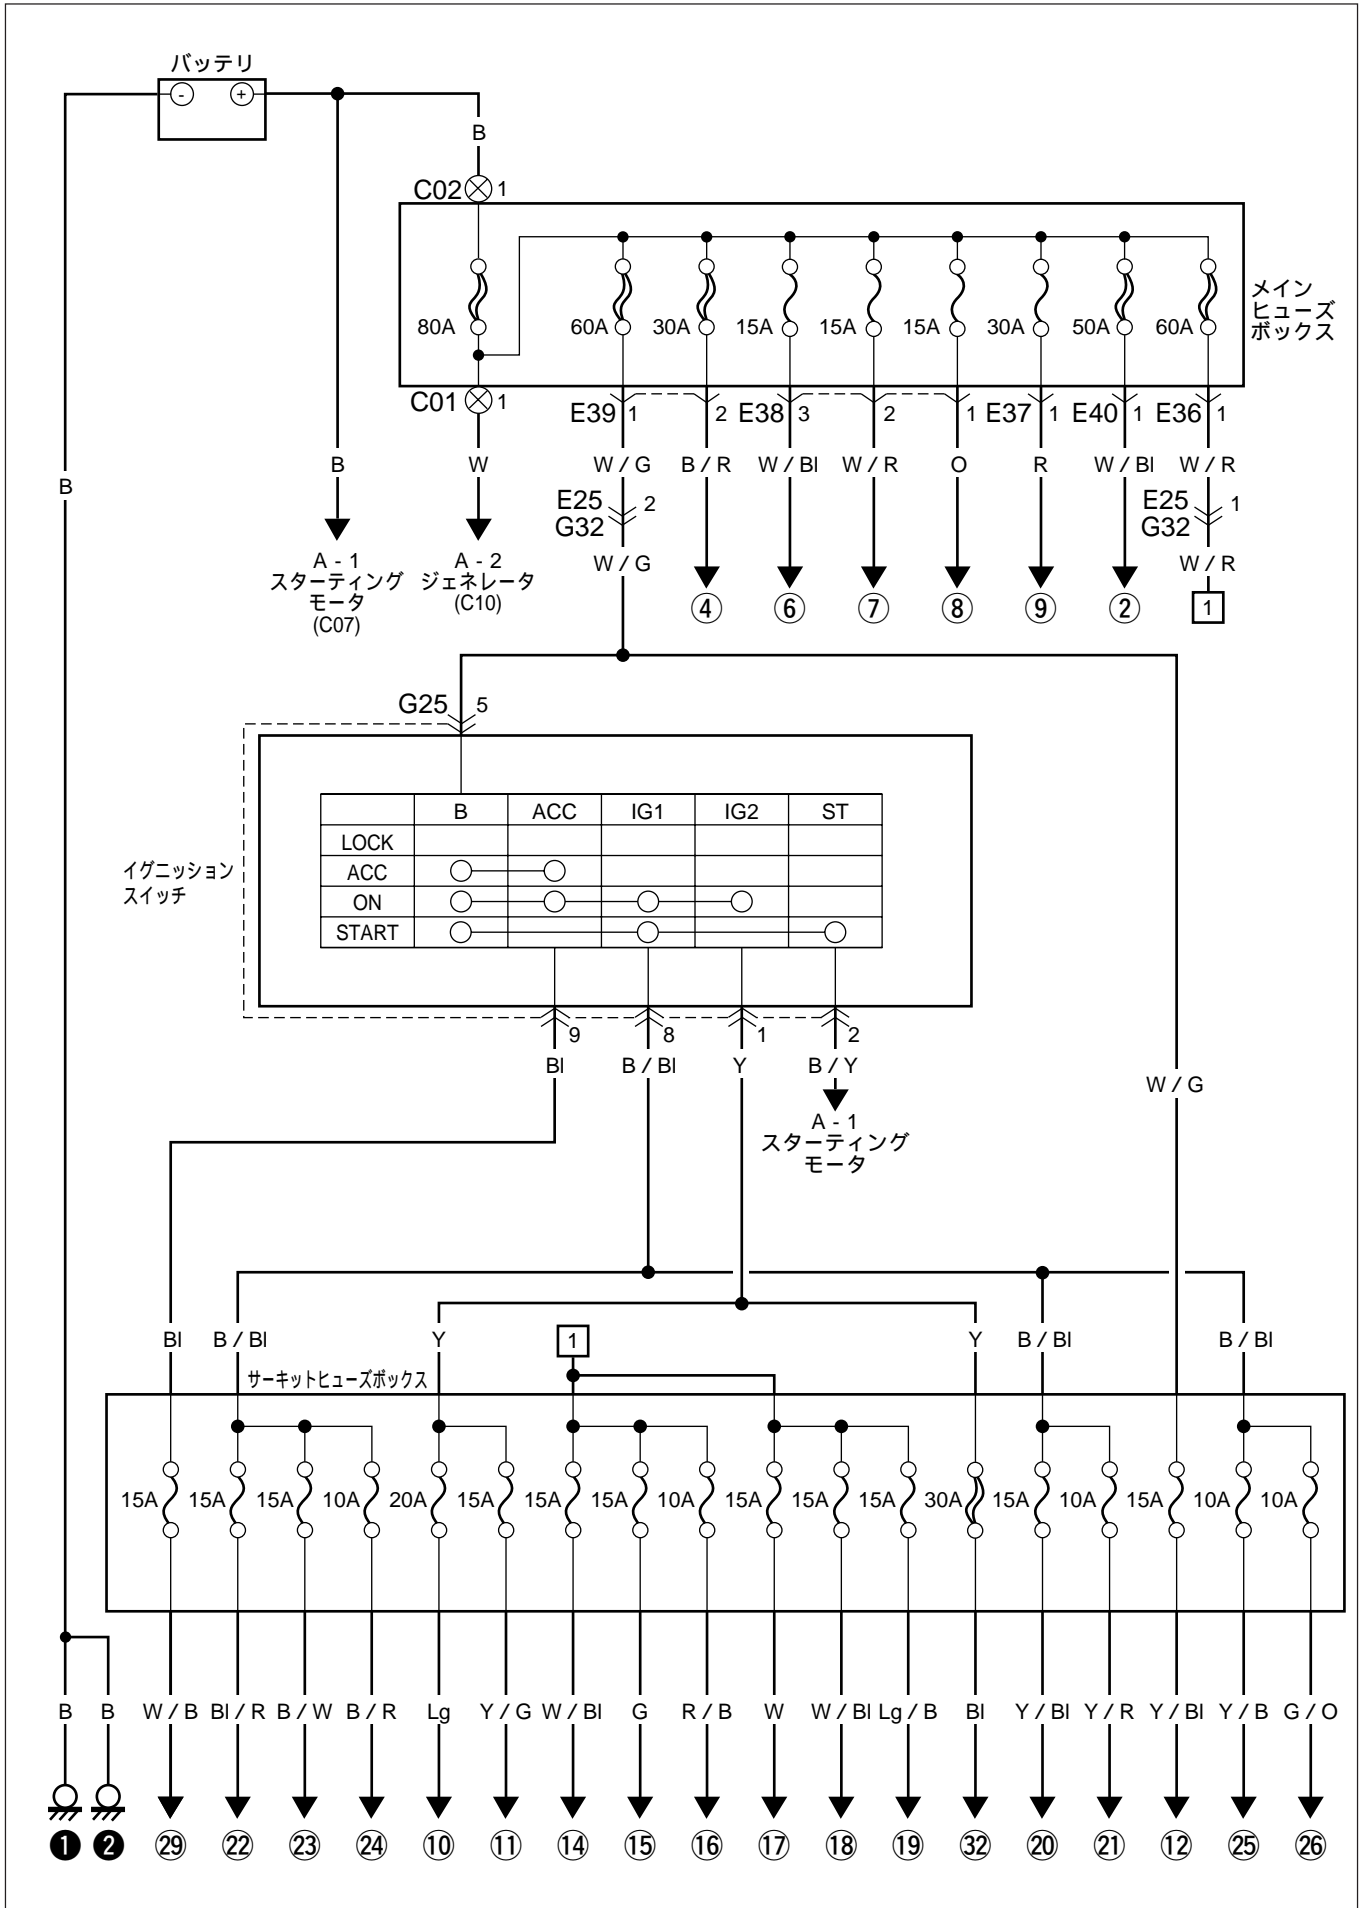 バッテリ
- +
B
C02 1
80A 60A 30A 15A 15A 15A 30A 50A 60A
メイン
ヒューズ
ボックス
C01 1
E39 1 2 E38 3 2 1 E37 1 E40 1 E36 1
B
B W W / G B / R W / Bl W / R O R W / Bl W / R
E25 2 E25 1
G32 G32
W / G W / R
A - 1
スターティング
モータ
(C07)
A - 2
ジェネレータ
(C10)
④ ⑥ ⑦ ⑧ ⑨ ② 1
G25 5
イグニッション
スイッチ
B ACC IG1 IG2 ST
LOCK
ACC
ON
START
9 8 1 2
Bl B / Bl Y B / Y
W / G
A - 1
スターティング
モータ
Bl B / Bl Y 1 Y B / Bl B / Bl
サーキットヒューズボックス
15A 15A 15A 10A 20A 15A 15A 15A 10A 15A 15A 15A 30A 15A 10A 15A 10A 10A
B B W / B Bl / R B / W B / R Lg Y / G W / Bl G R / B W W / Bl Lg / B Bl Y / Bl Y / R Y / Bl Y / B G / O
❶ ❷ ㉙ ㉒ ㉓ ㉔ ⑩ ⑪ ⑭ ⑮ ⑯ ⑰ ⑱ ⑲ ㉜ ⑳ ㉑ ⑫ ㉕ ㉖